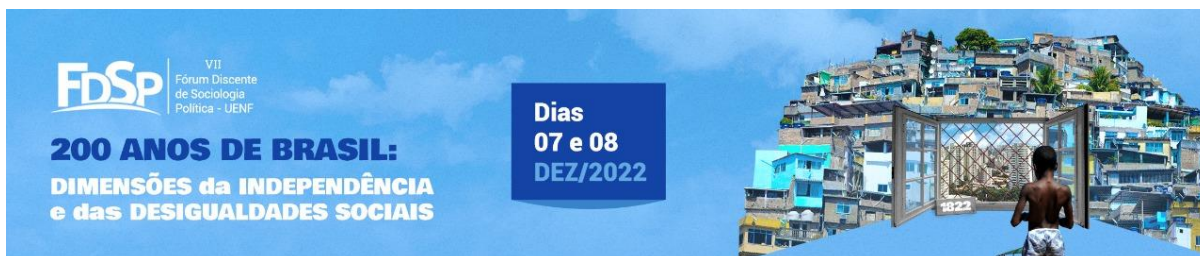 FDSP
VII
Fórum Discente
de Sociologia
Política - UENF
200 ANOS DE BRASIL:
DIMENSÕES da INDEPENDÊNCIA
e das DESIGUALDADES SOCIAIS
Dias
07 e 08
DEZ/2022
1822